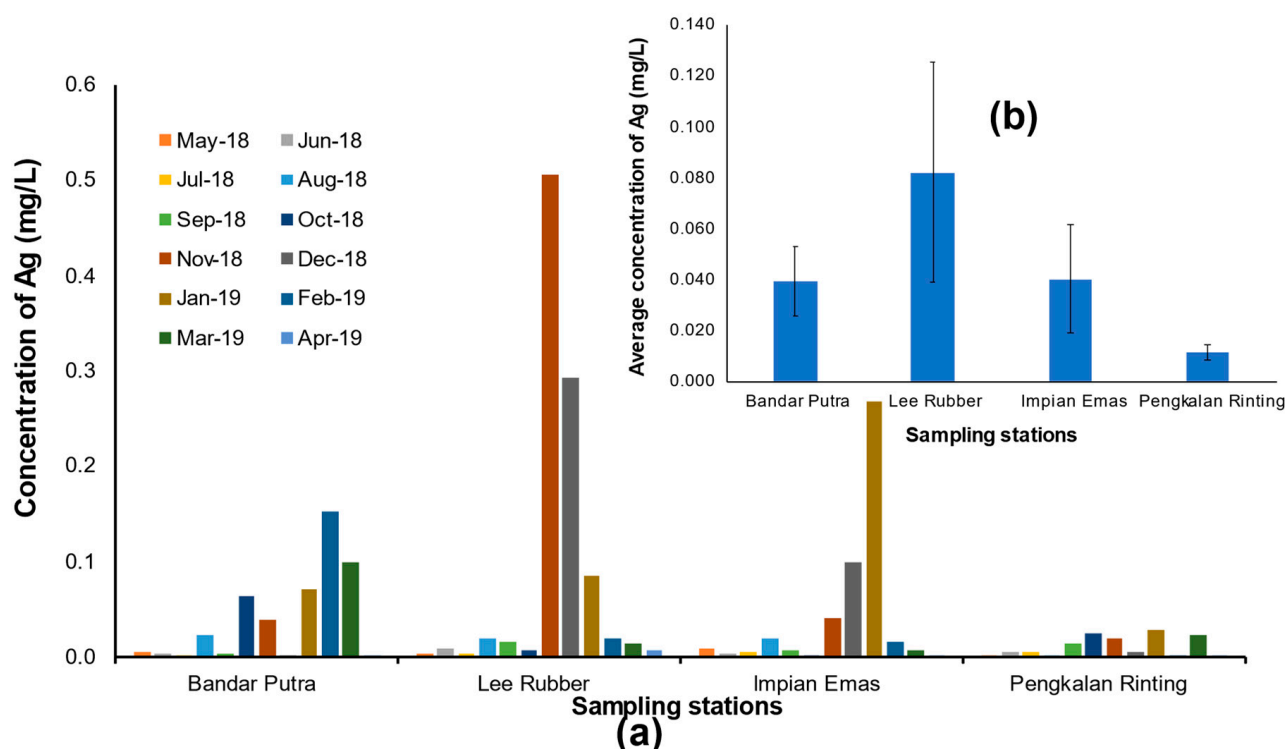 0.6
0.5
0.4
0.3
0.2
0.1
0.0
Concentration of Ag (mg/L)
May-18 Jun-18
Jul-18 Aug-18
Sep-18 Oct-18
Nov-18 Dec-18
Jan-19 Feb-19
Mar-19 Apr-19
Bandar Putra Lee Rubber Impian Emas Pengkalan Rinting
Sampling stations
(a)
0.140
0.120
0.100
0.080
0.060
0.040
0.020
0.000
Average concentration of Ag (mg/L)
(b)
Bandar Putra Lee Rubber Impian Emas Pengkalan Rinting
Sampling stations